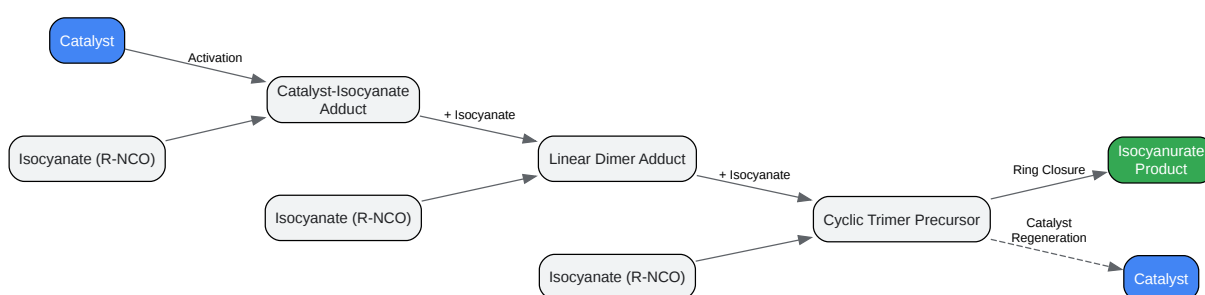 Catalyst
Activation
Catalyst-Isocyanate
Adduct
+ Isocyanate
Isocyanate (R-NCO)
Linear Dimer Adduct
Isocyanurate
Product
Ring Closure
+ Isocyanate
Isocyanate (R-NCO)
Cyclic Trimer Precursor
Catalyst
Regeneration
Isocyanate (R-NCO)
Catalyst